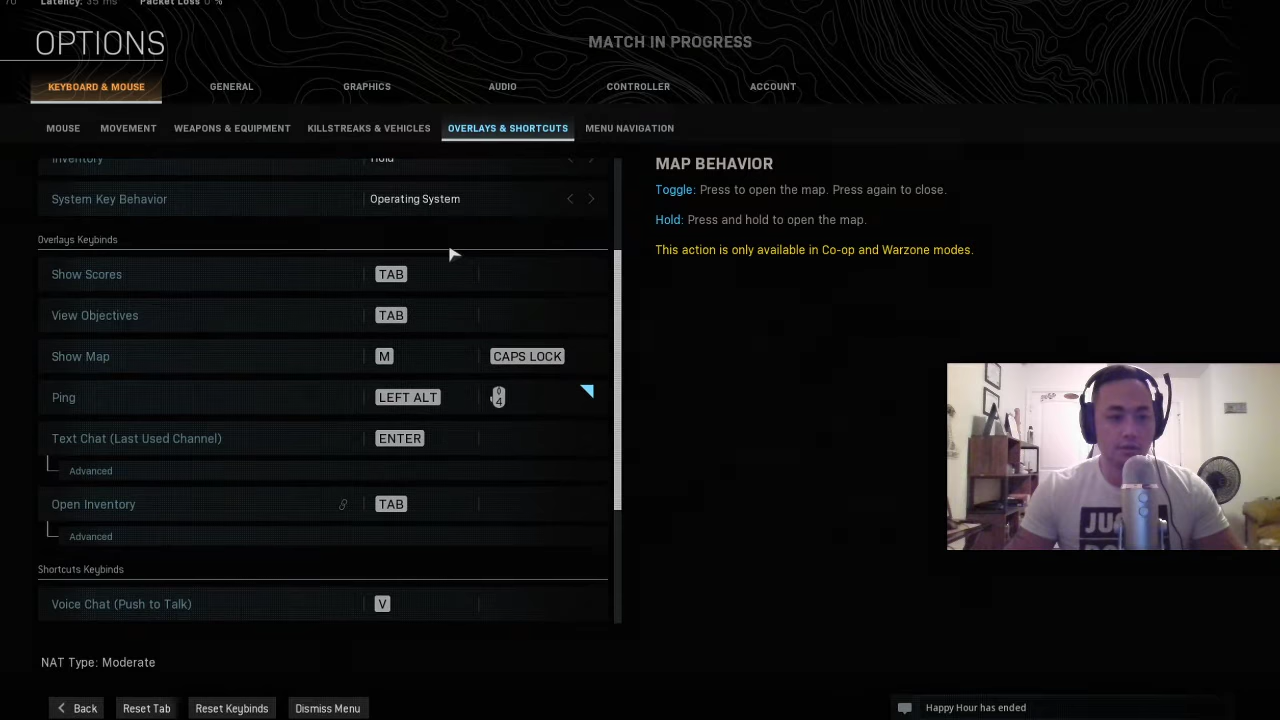 70 Latency: 35 ms Packet Loss 0 %
OPTIONS
MATCH IN PROGRESS
KEYBOARD & MOUSE GENERAL GRAPHICS AUDIO CONTROLLER ACCOUNT
MOUSE MOVEMENT WEAPONS & EQUIPMENT KILLSTREAKS & VEHICLES OVERLAYS & SHORTCUTS MENU NAVIGATION
Inventory Hold
System Key Behavior Operating System
Overlays Keybinds
Show Scores TAB
View Objectives TAB
Show Map M CAPS LOCK
Ping LEFT ALT 4
Text Chat (Last Used Channel) ENTER
Advanced
Open Inventory TAB
Advanced
Shortcuts Keybinds
Voice Chat (Push to Talk) V
MAP BEHAVIOR
Toggle: Press to open the map. Press again to close.
Hold: Press and hold to open the map.
This action is only available in Co-op and Warzone modes.
JUS
NAT Type: Moderate
Back Reset Tab Reset Keybinds Dismiss Menu
Happy Hour has ended